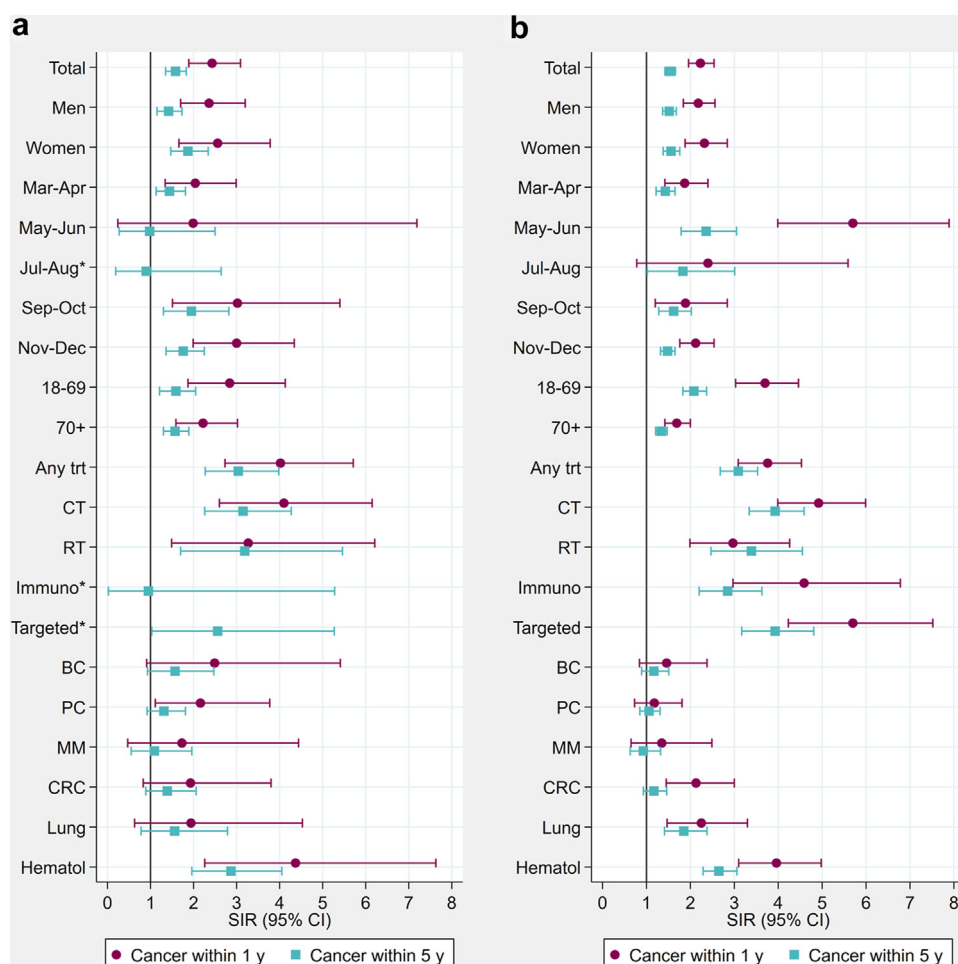 a
Total
Men
Women
Mar-Apr
May-Jun
Jul-Aug*
Sep-Oct
Nov-Dec
18-69
70+
Any trt
CT
RT
Immuno*
Targeted*
BC
PC
MM
CRC
Lung
Hematol
0 1 2 3 4 5 6 7 8
SIR (95% CI)
Cancer within 1 y Cancer within 5 y
b
Total
Men
Women
Mar-Apr
May-Jun
Jul-Aug
Sep-Oct
Nov-Dec
18-69
70+
Any trt
CT
RT
Immuno
Targeted
BC
PC
MM
CRC
Lung
Hematol
0 1 2 3 4 5 6 7 8
SIR (95% CI)
Cancer within 1 y Cancer within 5 y